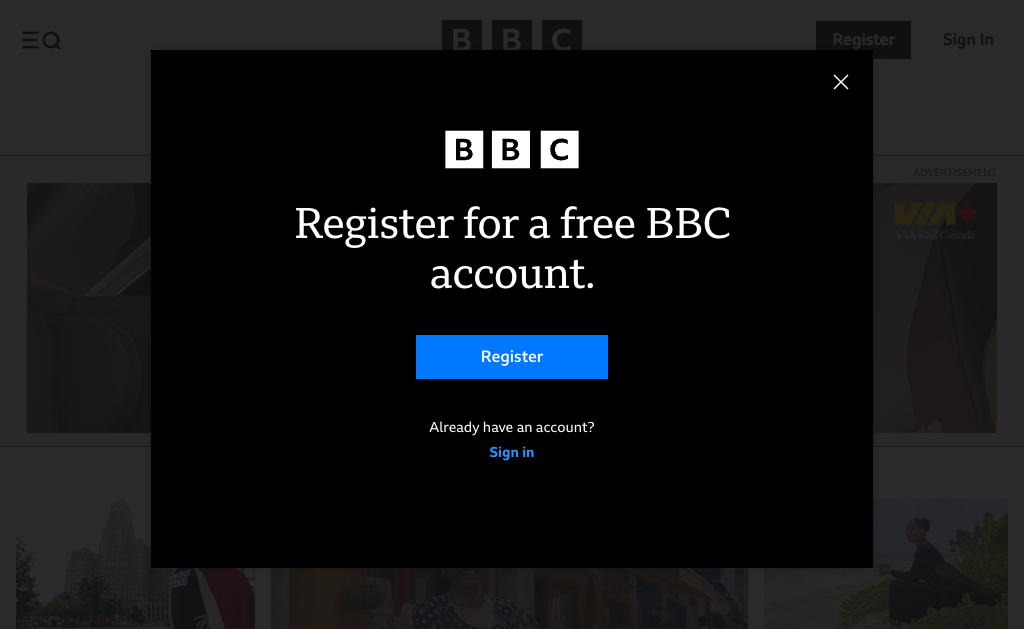 BBC
Register
Sign In
ADVERTISEMENT
VIA
VIA Rail Canada
BBC
Register for a free BBC
account.
Register
Already have an account?
Sign in